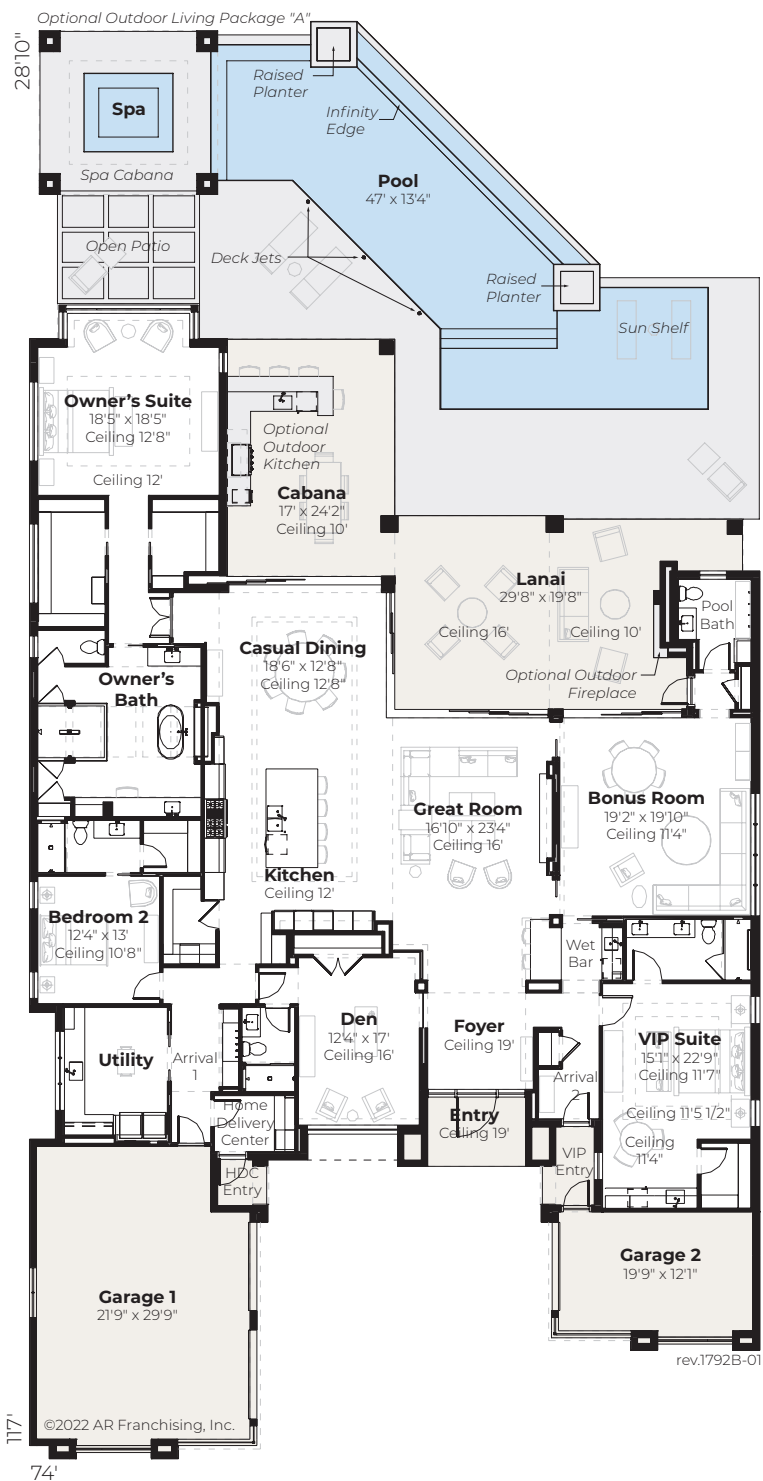 Optional Outdoor Living Package "A"
28'10"
Spa
Spa Cabana
Raised
Planter
Infinity
Edge
Pool
47' x 13'4"
Open Patio
Deck Jets
Raised
Planter
Sun Shelf
Owner's Suite
18'5" x 18'5"
Ceiling 12'8"
Ceiling 12'
Optional
Outdoor
Kitchen
Cabana
17' x 24'2"
Ceiling 10'
Lanai
29'8" x 19'8"
Ceiling 16'
Ceiling 10'
Pool
Bath
Optional Outdoor
Fireplace
Casual Dining
18'6" x 12'8"
Ceiling 12'8"
Owner's
Bath
Great Room
16'10" x 23'4"
Ceiling 16'
Bonus Room
19'2" x 19'10"
Ceiling 11'4"
Kitchen
Ceiling 12'
Bedroom 2
12'4" x 13'
Ceiling 10'8"
Wet
Bar
Den
12'4" x 17'
Ceiling 16'
Foyer
Ceiling 19'
VIP Suite
15'1" x 22'9"
Ceiling 11'7"
Ceiling 11'5 1/2"
Ceiling
11'4"
Utility
Arrival
1
Arrival
2
Home
Delivery
Center
Entry
Ceiling 19'
HDC
Entry
VIP
Entry
Garage 1
21'9" x 29'9"
Garage 2
19'9" x 12'1"
rev.1792B-01
©2022 AR Franchising, Inc.
117'
74'